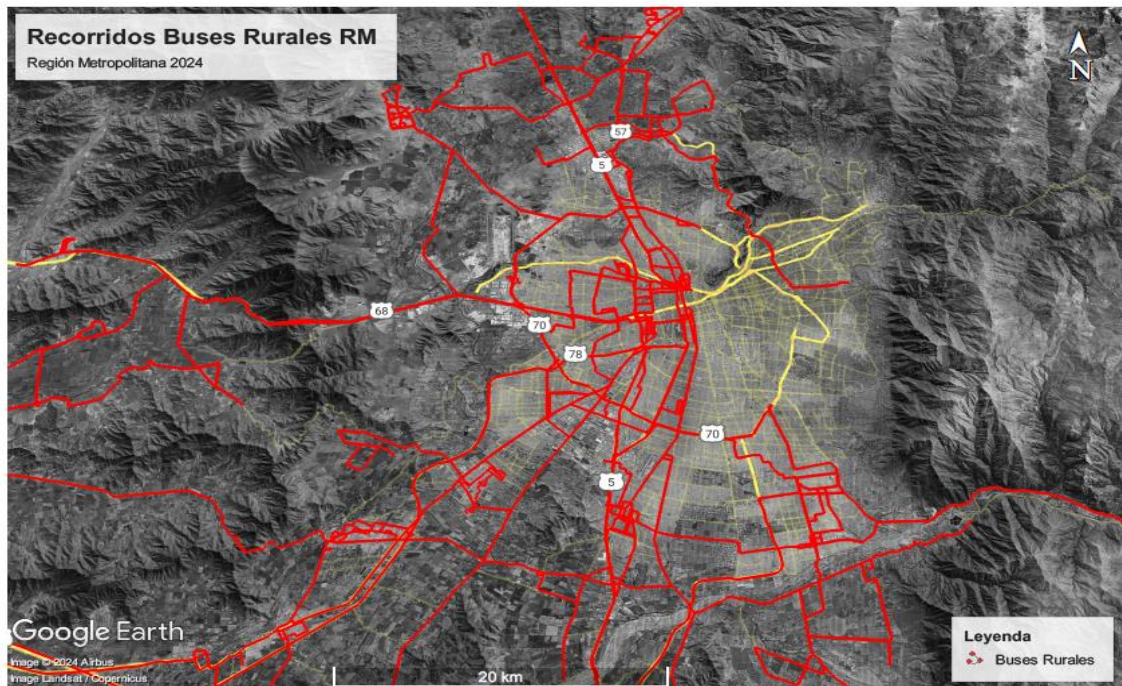 Recorridos Buses Rurales RM
Región Metropolitana 2024
N
57
5
68
70
78
70
5
Google Earth
Image © 2024 Airbus
Image Landsat / Copernicus
20 km
Leyenda
Buses Rurales